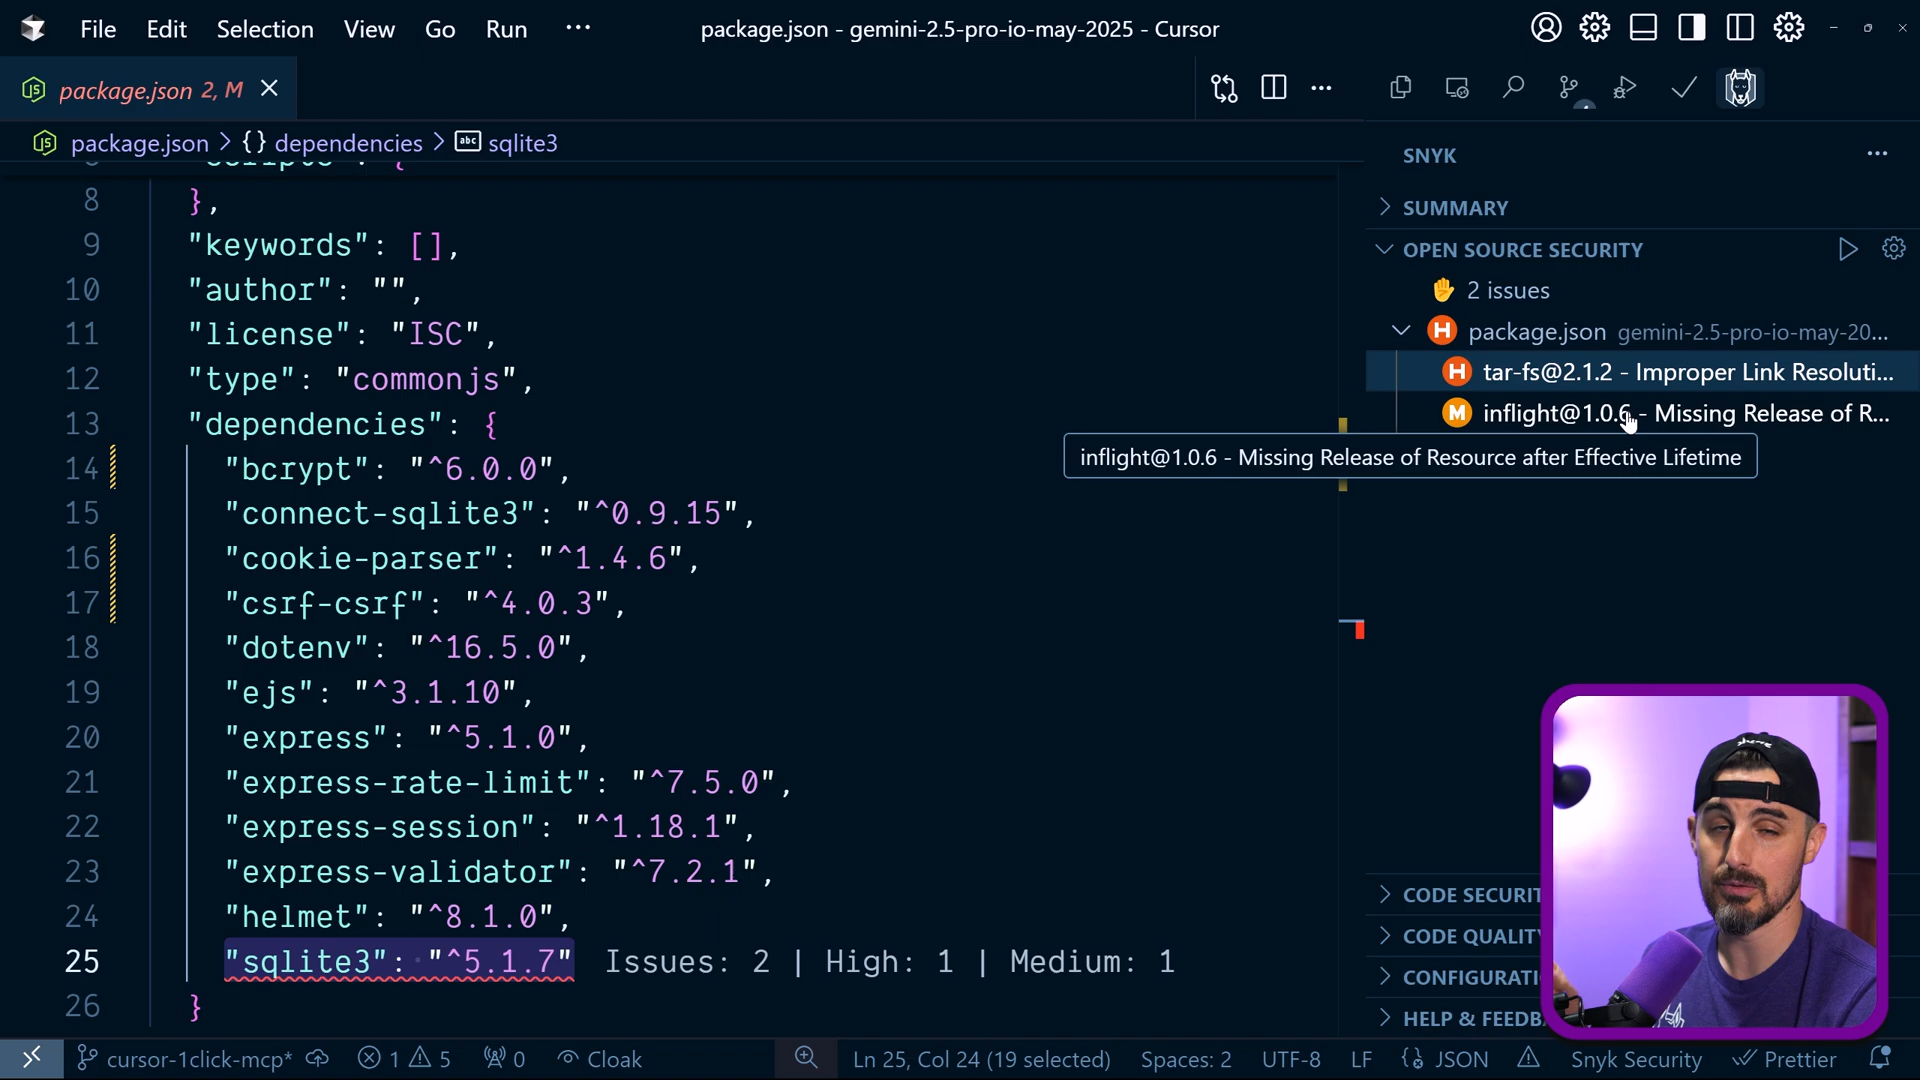 File Edit Selection View Go Run ···
package.json - gemini-2.5-pro-io-may-2025 - Cursor
package.json 2, M
package.json > {} dependencies > abc sqlite3
8 },
9 "keywords": [],
10 "author": "",
11 "license": "ISC",
12 "type": "commonjs",
13 "dependencies": {
14 "bcrypt": "^6.0.0",
15 "connect-sqlite3": "^0.9.15",
16 "cookie-parser": "^1.4.6",
17 "csrf-csrf": "^4.0.3",
18 "dotenv": "^16.5.0",
19 "ejs": "^3.1.10",
20 "express": "^5.1.0",
21 "express-rate-limit": "^7.5.0",
22 "express-session": "^1.18.1",
23 "express-validator": "^7.2.1",
24 "helmet": "^8.1.0",
25 "sqlite3": "^5.1.7" Issues: 2 | High: 1 | Medium: 1
26 }
SNYK
SUMMARY
OPEN SOURCE SECURITY
2 issues
H package.json gemini-2.5-pro-io-may-20...
H tar-fs@2.1.2 - Improper Link Resoluti...
M inflight@1.0.6 - Missing Release of R...
inflight@1.0.6 - Missing Release of Resource after Effective Lifetime
CODE SECURIT
CODE QUALITY
CONFIGURATI
HELP & FEEDB
cursor-1click-mcp* 1 5 0 Cloak Ln 25, Col 24 (19 selected) Spaces: 2 UTF-8 LF {} JSON Snyk Security Prettier